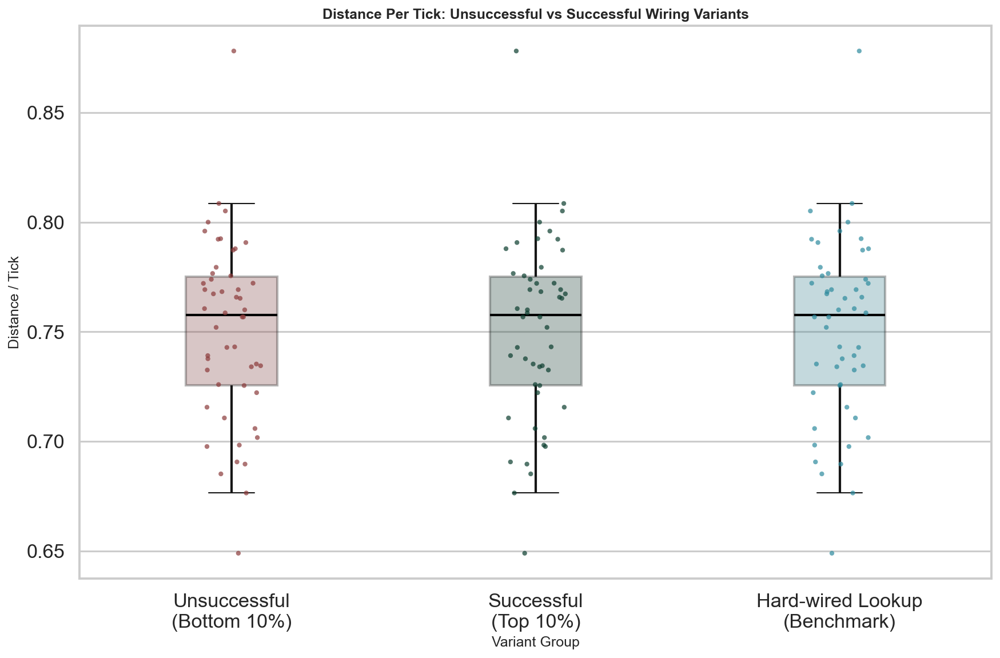 Distance Per Tick: Unsuccessful vs Successful Wiring Variants
Distance / Tick
0.85
0.80
0.75
0.70
0.65
Unsuccessful
(Bottom 10%)
Successful
(Top 10%)
Hard-wired Lookup
(Benchmark)
Variant Group